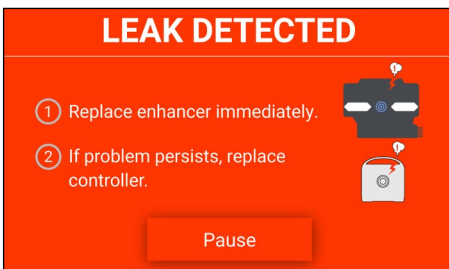 LEAK DETECTED
1 Replace enhancer immediately.
2 If problem persists, replace
controller.
Pause